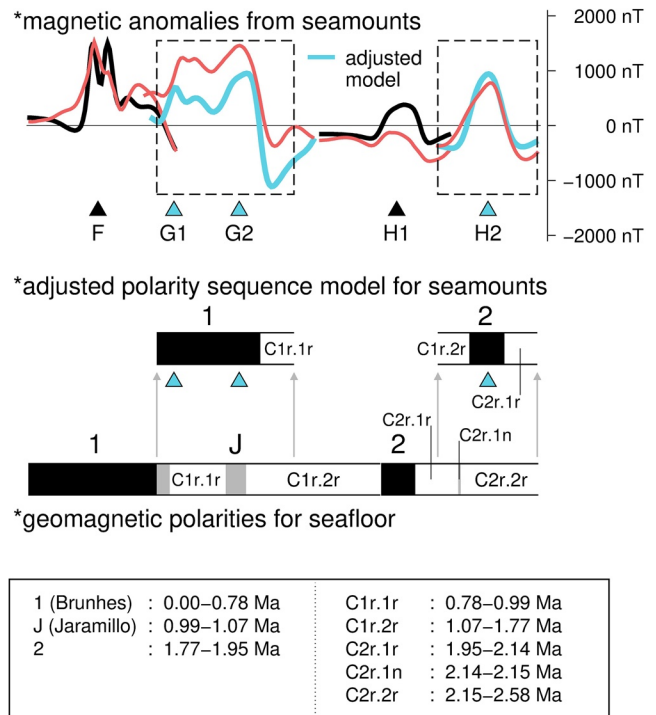 *magnetic anomalies from seamounts
2000 nT
adjusted
model
1000 nT
0 nT
−1000 nT
−2000 nT
F G1 G2 H1 H2
*adjusted polarity sequence model for seamounts
1 2
C1r.1r C1r.2r
C2r.1r
C2r.1r
C2r.1n
1 J 2
C1r.1r C1r.2r C2r.2r
*geomagnetic polarities for seafloor
1 (Brunhes) : 0.00−0.78 Ma
J (Jaramillo) : 0.99−1.07 Ma
2 : 1.77−1.95 Ma
C1r.1r : 0.78−0.99 Ma
C1r.2r : 1.07−1.77 Ma
C2r.1r : 1.95−2.14 Ma
C2r.1n : 2.14−2.15 Ma
C2r.2r : 2.15−2.58 Ma